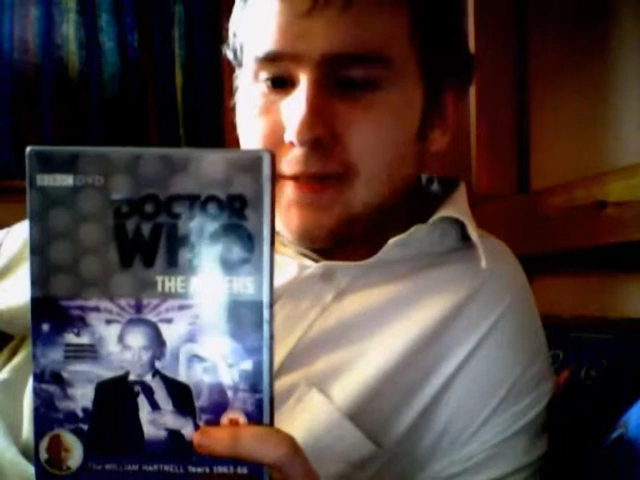 BBC DVD
DOCTOR
WHO
THE
The WILLIAM HARTNELL Years 1963-66